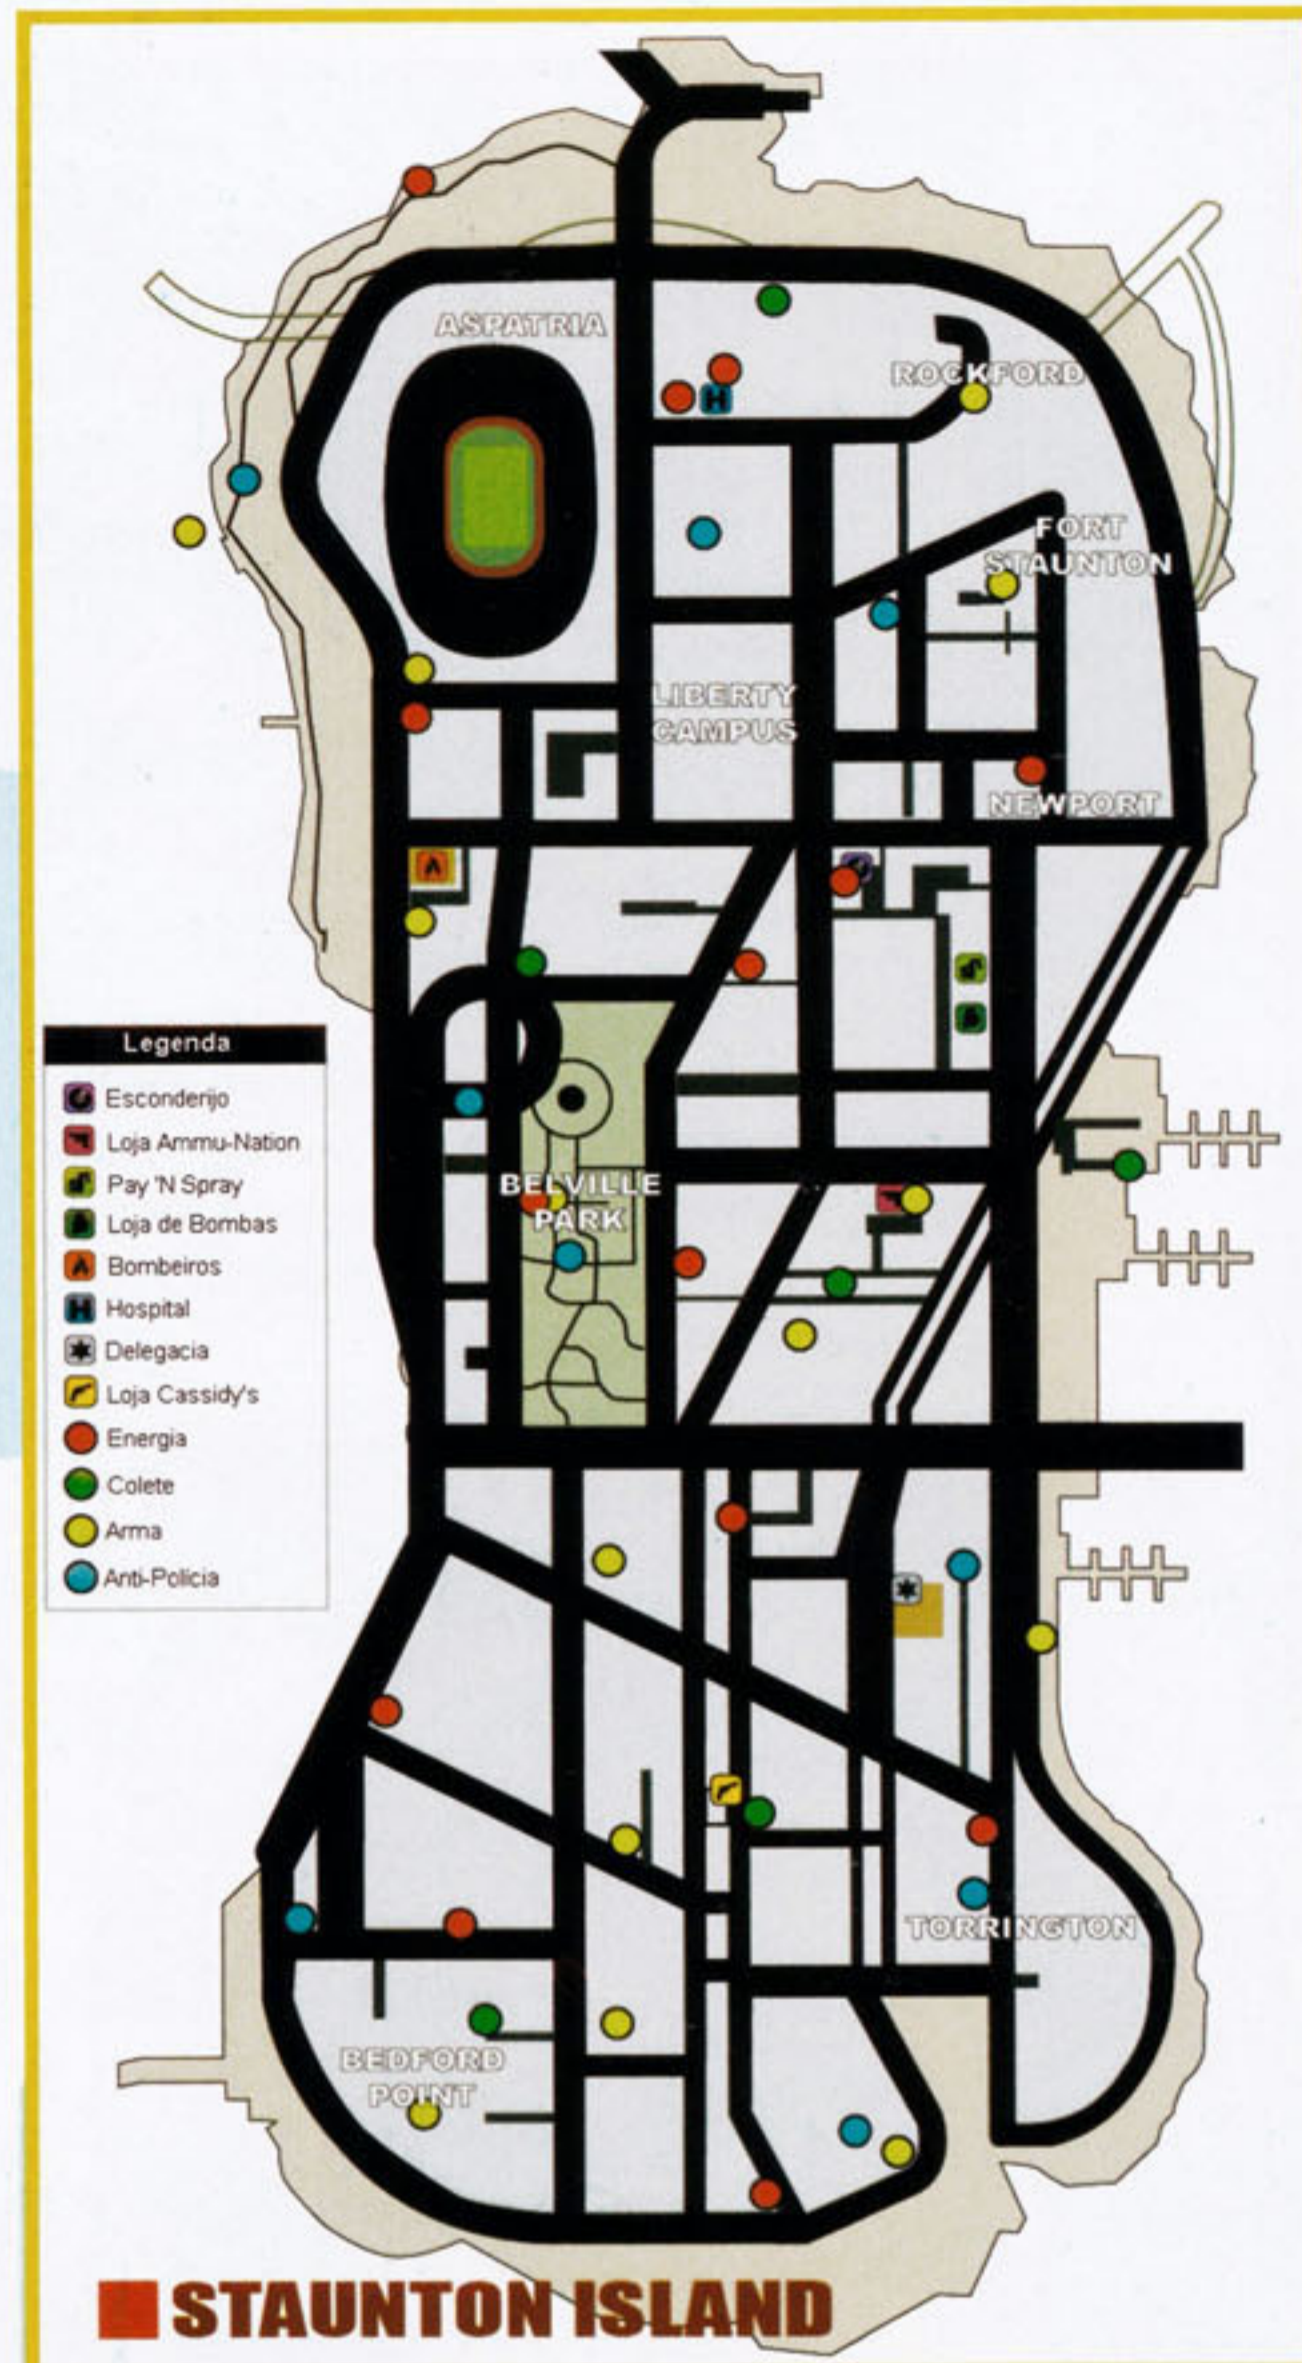 ASPATRIA
ROCKFORD
FORT
STAUNTON
LIBERTY
CAMPUS
NEWPORT
Legenda
Esconderijo
Loja Ammu-Nation
Pay 'N Spray
Loja de Bombas
Bombeiros
Hospital
Delegacia
Loja Cassidy's
Energia
Colete
Arma
Anti-Polícia
BELVILLE
PARK
TORRINGTON
BEDFORD
POINT
STAUNTON ISLAND